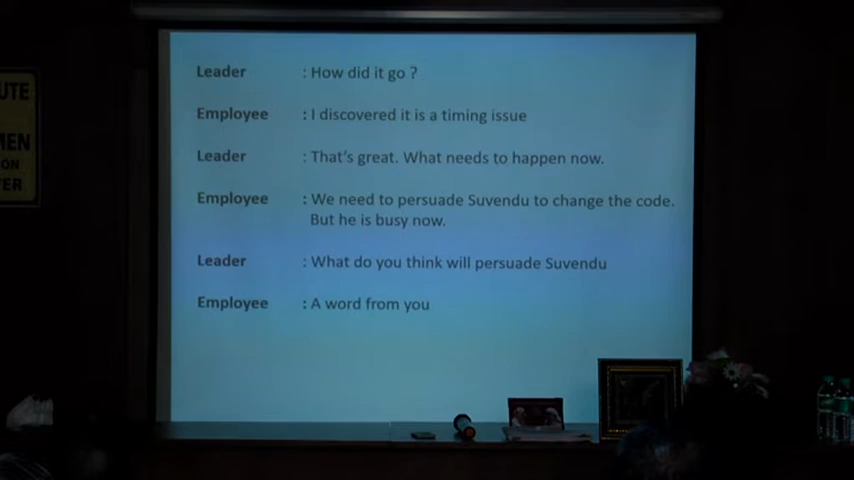 Leader : How did it go ?
Employee : I discovered it is a timing issue
Leader : That's great. What needs to happen now.
Employee : We need to persuade Suvendu to change the code.
But he is busy now.
Leader : What do you think will persuade Suvendu
Employee : A word from you
UTE
MEN
ON
FER